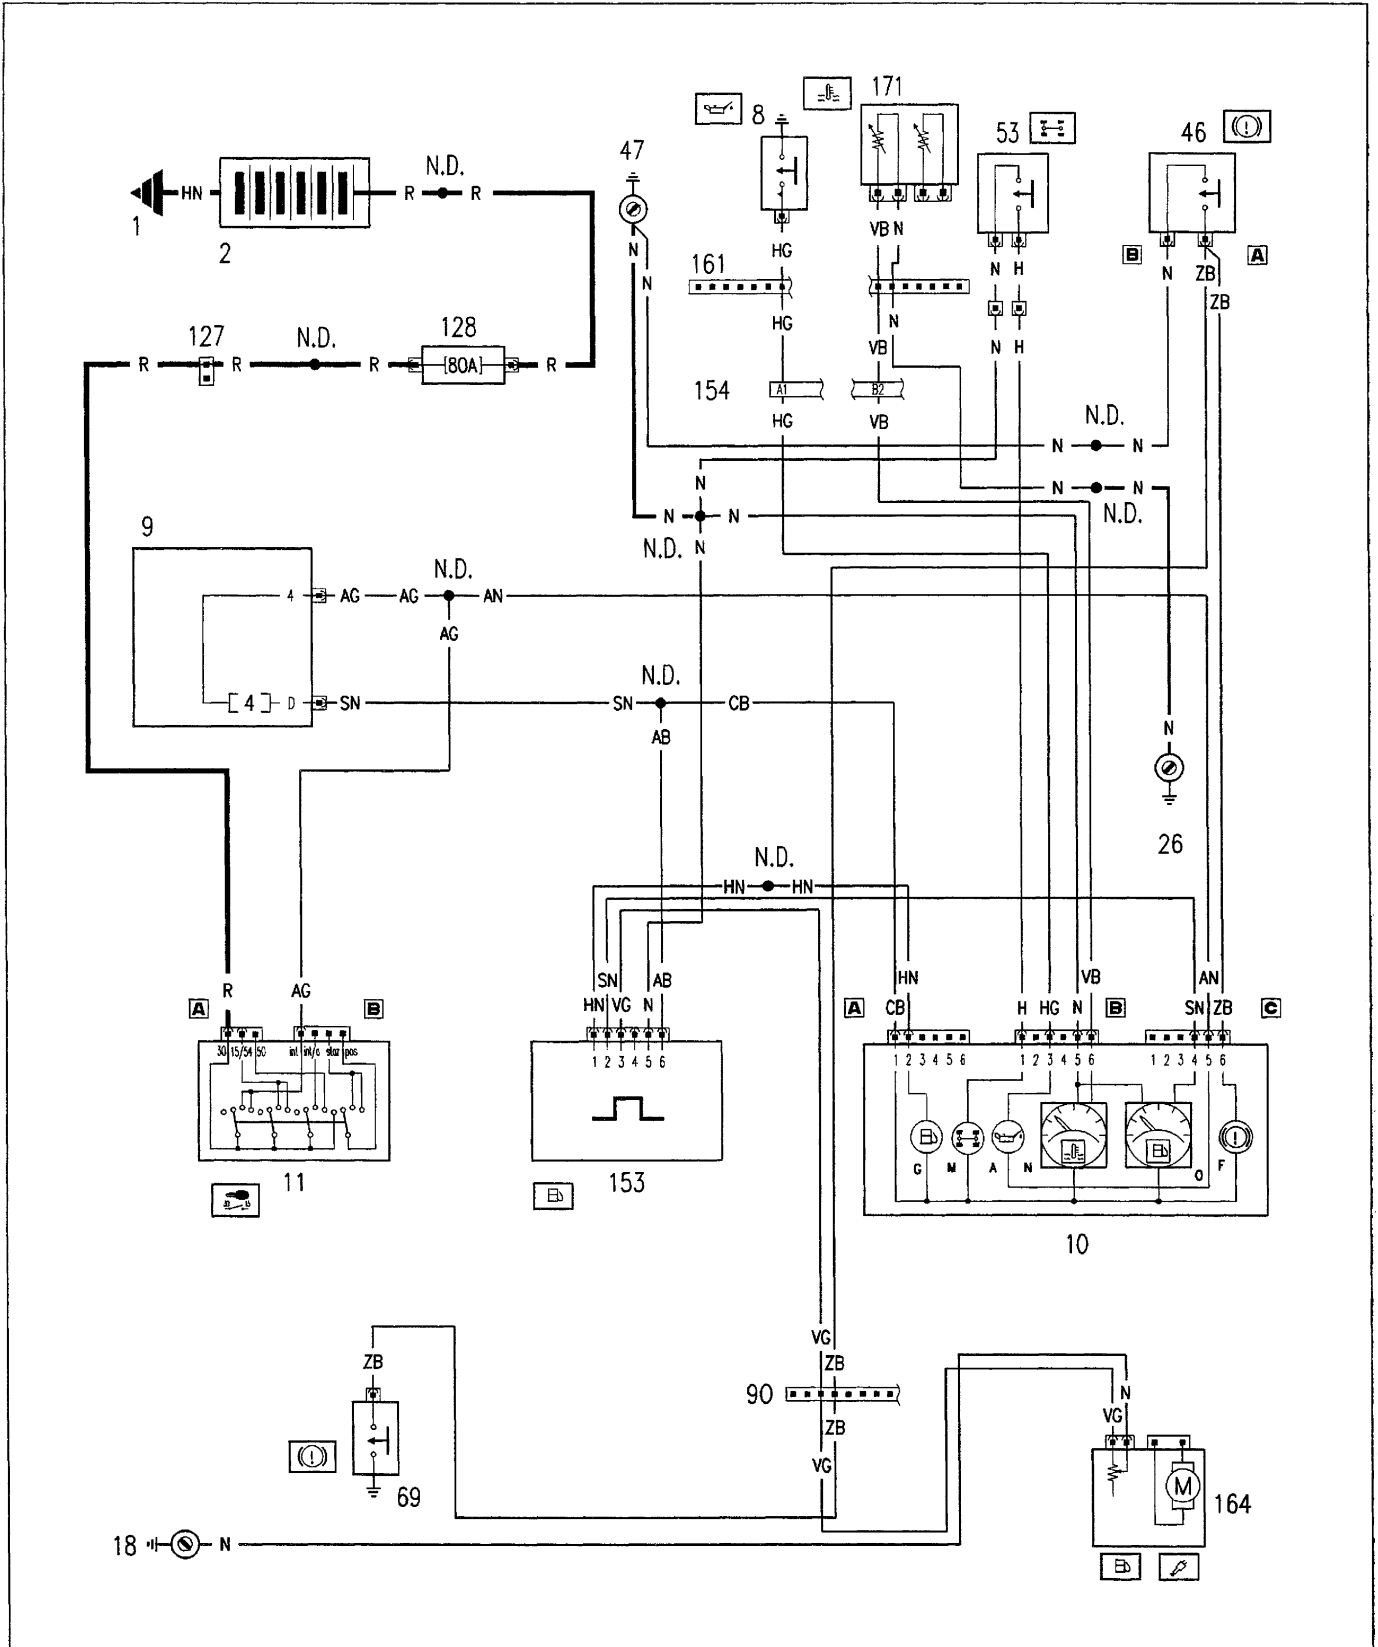 171
8
53
46
47
N.D.
HN
R
R
1
2
VB N
HG
N
N
B
A
N H
N
ZB
ZB
161
127
N.D.
128
HG
N
R
R
R
[80A]
R
VB
N H
154
A1
B2
HG
VB
N.D.
N
N
N
N
N
N.D.
9
N
N
N.D.
N
N.D.
4
AG
AG
AN
AG
N.D.
[4]
D
SN
SN
CB
AB
N
26
N.D.
HN
HN
R
AG
SN
AB
HN
VB
AN
A
B
HN VG N
A
CB
H HG N
B
SN ZB
C
30 15/54 50
int int/a staz pos
1 2 3 4 5 6
1 2 3 4 5 6
1 2 3 4 5 6
1 2 3 4 5 6
G M A N O F
11
153
10
VG
ZB
ZB
90
N
ZB
VG
VG
M
69
164
18
N